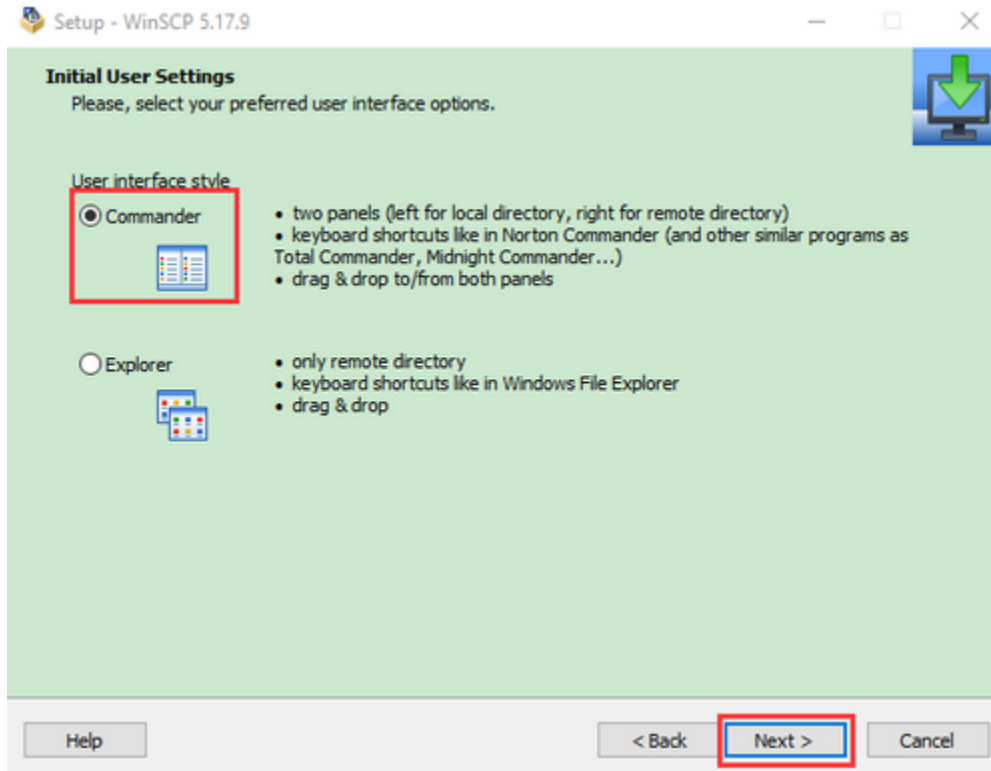 Setup - WinSCP 5.17.9
Initial User Settings
Please, select your preferred user interface options.
User interface style
Commander
• two panels (left for local directory, right for remote directory)
• keyboard shortcuts like in Norton Commander (and other similar programs as
Total Commander, Midnight Commander...)
• drag & drop to/from both panels
Explorer
• only remote directory
• keyboard shortcuts like in Windows File Explorer
• drag & drop
Help
< Back
Next >
Cancel